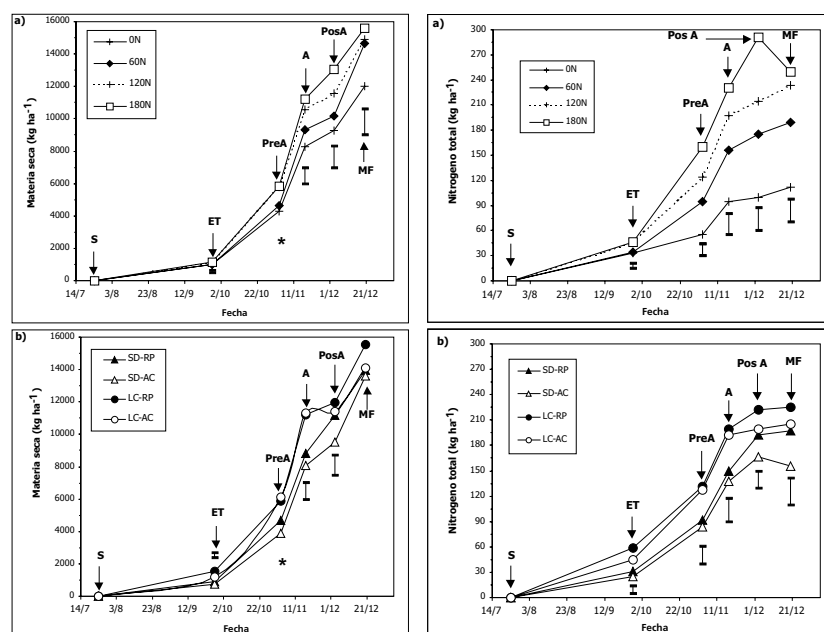 a)
16000
14000
12000
10000
8000
6000
4000
2000
0
Materia seca (kg ha-1)
0N
60N
120N
180N
S
ET
PreA
A
PosA
MF
*
14/7 3/8 23/8 12/9 2/10 22/10 11/11 1/12 21/12
Fecha
a)
300
270
240
210
180
150
120
90
60
30
0
Nitrogeno total (kg ha-1)
0N
60N
120N
180N
S
ET
PreA
A
Pos A
MF
14/7 3/8 23/8 12/9 2/10 22/10 11/11 1/12 21/12
Fecha
b)
16000
14000
12000
10000
8000
6000
4000
2000
0
Materia seca (kg ha-1)
SD-RP
SD-AC
LC-RP
LC-AC
S
ET
PreA
A
PosA
MF
*
14/7 3/8 23/8 12/9 2/10 22/10 11/11 1/12 21/12
Fecha
b)
300
270
240
210
180
150
120
90
60
30
0
Nitrogeno total (kg ha-1)
SD-RP
SD-AC
LC-RP
LC-AC
S
ET
PreA
A
Pos A
MF
14/7 3/8 23/8 12/9 2/10 22/10 11/11 1/12 21/12
Fecha